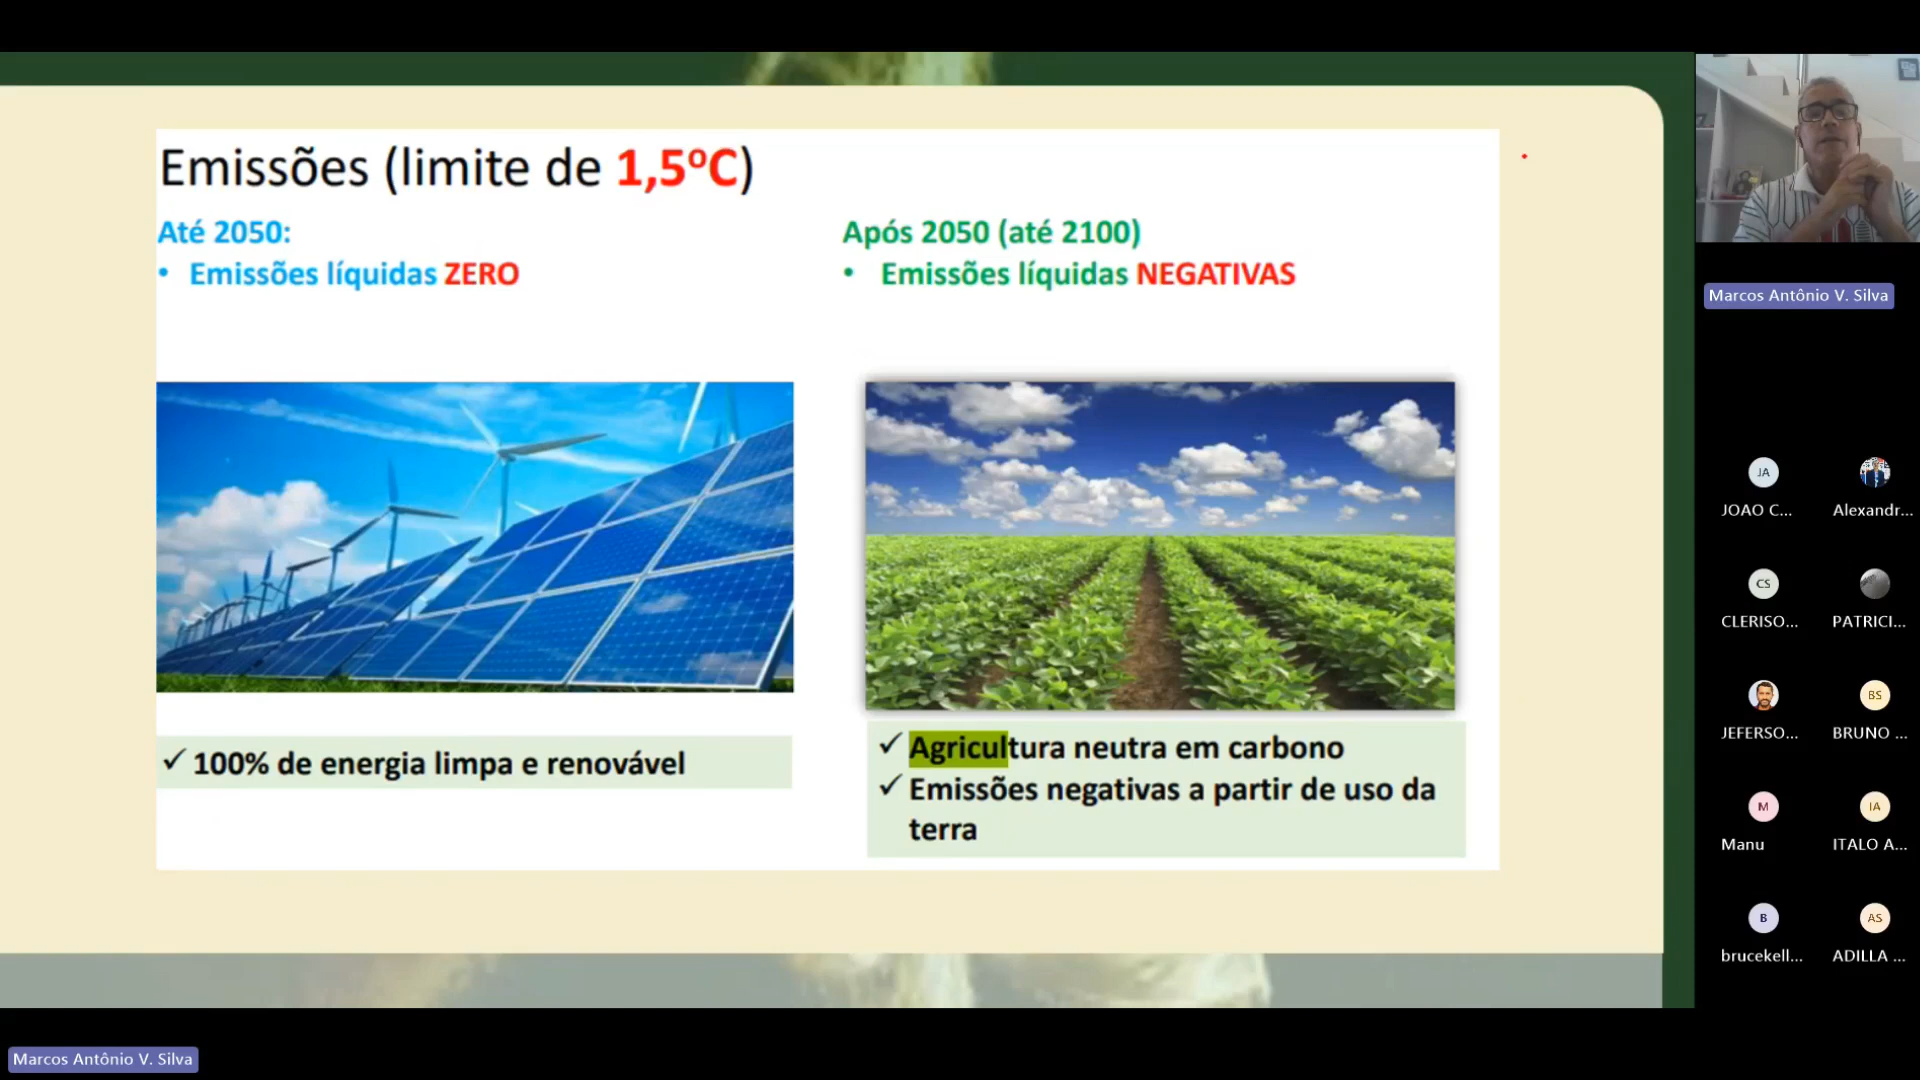 Emissões (limite de 1,5ºC)
Até 2050:
• Emissões líquidas ZERO
Após 2050 (até 2100)
• Emissões líquidas NEGATIVAS
✓ 100% de energia limpa e renovável
✓ Agricultura neutra em carbono
✓ Emissões negativas a partir de uso da
terra
Marcos Antônio V. Silva
JA
JOAO C...
Alexandr...
CS
CLERISO...
PATRICI...
JEFERSO...
BS
BRUNO ...
M
Manu
IA
ITALO A...
B
brucekell...
AS
ADILLA ...
Marcos Antônio V. Silva